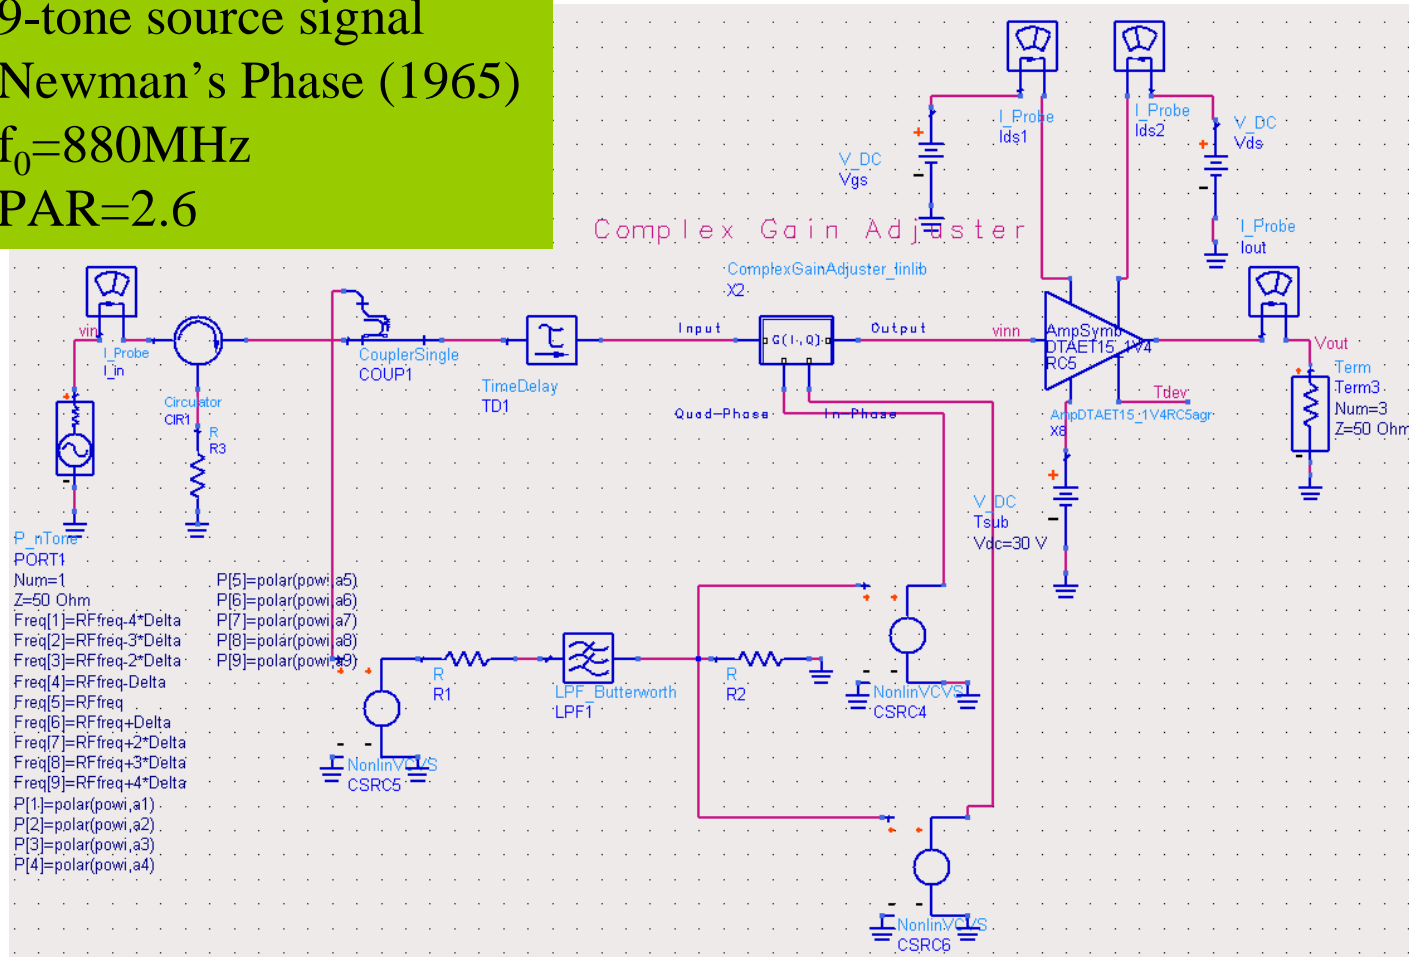 9-tone source signal
Newman's Phase (1965)
f0=880MHz
PAR=2.6
Complex Gain Adjuster
I_Probe
Ids1
I_Probe
Ids2
V_DC
Vgs
V_DC
Vds
I_Probe
Iout
ComplexGainAdjuster_linlib
X2
Input
G(I,Q)
Output
Quad-Phase
In-Phase
vin
I_Probe
I_in
Circulator
CIR1
R
R3
CouplerSingle
COUP1
TimeDelay
TD1
vinn
AmpSymb
DTAET15_1V4
RC5
Tdev
AmpDTAET15_1V4RC5agr
X8
Vout
Term
Term3
Num=3
Z=50 Ohm
V_DC
Tsub
Vdc=30 V
P_nTone
PORT1
Num=1
Z=50 Ohm
Freq[1]=RFfreq-4*Delta
Freq[2]=RFfreq-3*Delta
Freq[3]=RFfreq-2*Delta
Freq[4]=RFfreq-Delta
Freq[5]=RFfreq
Freq[6]=RFfreq+Delta
Freq[7]=RFfreq+2*Delta
Freq[8]=RFfreq+3*Delta
Freq[9]=RFfreq+4*Delta
P[1]=polar(powi,a1)
P[2]=polar(powi,a2)
P[3]=polar(powi,a3)
P[4]=polar(powi,a4)
P[5]=polar(powi,a5)
P[6]=polar(powi,a6)
P[7]=polar(powi,a7)
P[8]=polar(powi,a8)
P[9]=polar(powi,a9)
NonlinVCVS
CSRC5
R
R1
LPF_Butterworth
LPF1
R
R2
NonlinVCVS
CSRC4
NonlinVCVS
CSRC6